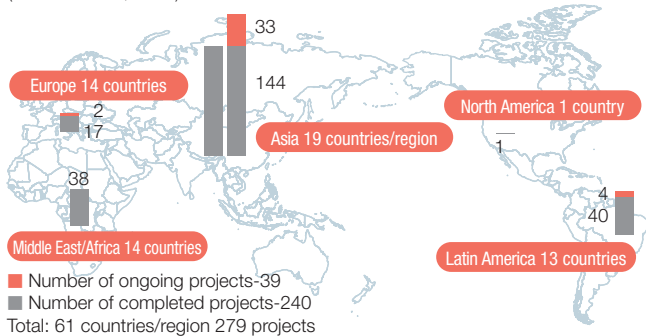 33
144
Europe 14 countries
2
17
North America 1 country
1
Asia 19 countries/region
38
4
40
Middle East/Africa 14 countries
Latin America 13 countries
Number of ongoing projects-39
Number of completed projects-240
Total: 61 countries/region 279 projects